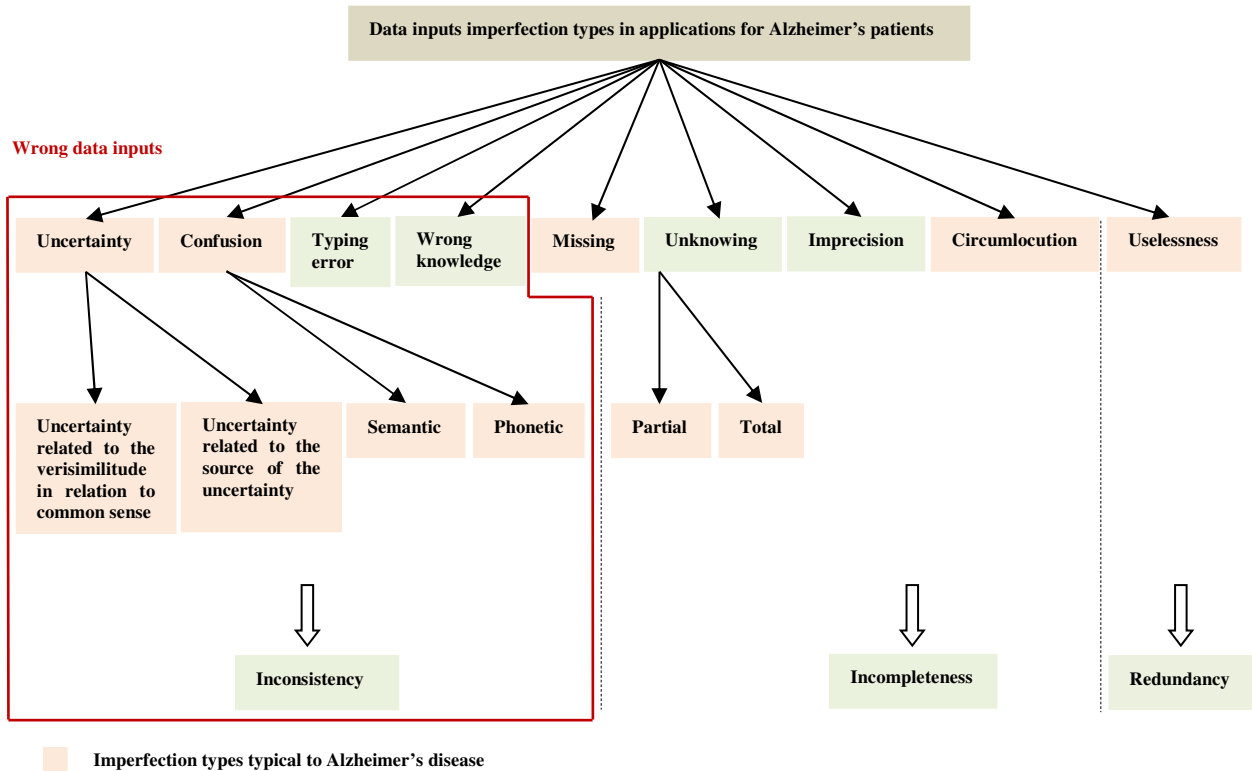 Data inputs imperfection types in applications for Alzheimer's patients
Wrong data inputs
Uncertainty
Confusion
Typing
error
Wrong
knowledge
Missing
Unknowing
Imprecision
Circumlocution
Uselessness
Uncertainty
related to the
verisimilitude
in relation to
common sense
Uncertainty
related to the
source of the
uncertainty
Semantic
Phonetic
Partial
Total
Inconsistency
Incompleteness
Redundancy
Imperfection types typical to Alzheimer's disease